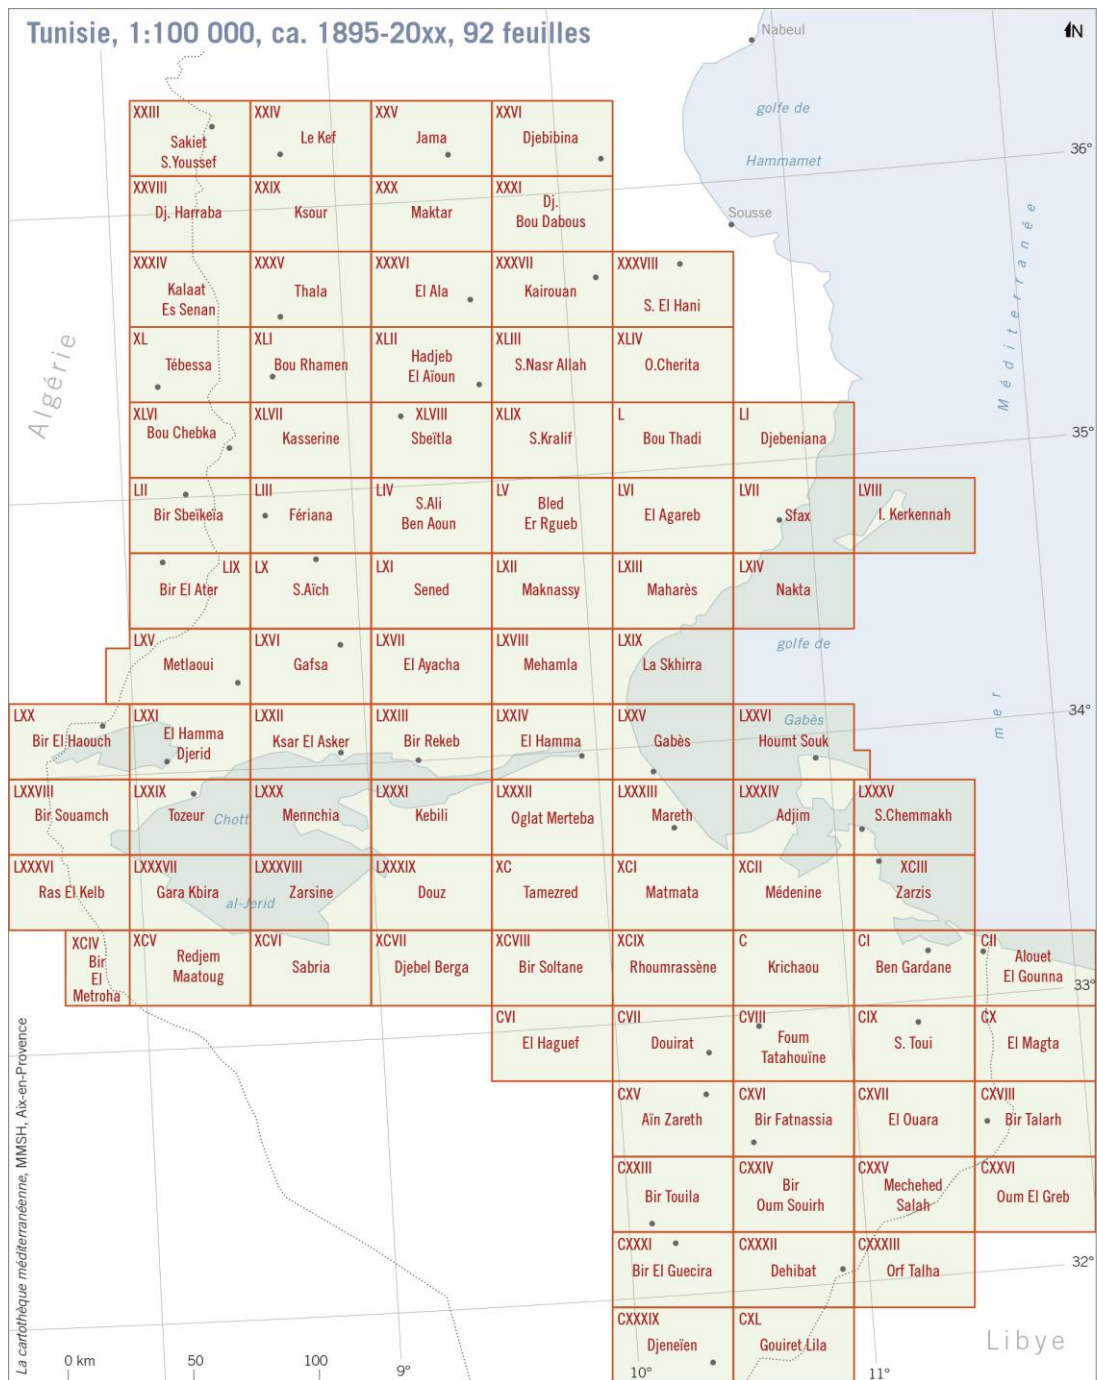 Tunisie, 1:100 000, ca. 1895-20xx, 92 feuilles
N
Nabeul
golfe de
Hammamet
36°
Sousse
Méditerranée
mer
Algérie
XXIII
Sakiet
S.Youssef
XXIV
Le Kef
XXV
Jama
XXVI
Djebibina
XXVIII
Dj. Harraba
XXIX
Ksour
XXX
Maktar
XXXI
Dj.
Bou Dabous
XXXIV
Kalaat
Es Senan
XXXV
Thala
XXXVI
El Ala
XXXVII
Kairouan
XXXVIII
S. El Hani
XL
Tébessa
XLI
Bou Rhamen
XLII
Hadjeb
El Aïoun
XLIII
S.Nasr Allah
XLIV
O.Cherita
35°
XLVI
Bou Chebka
XLVII
Kasserine
XLVIII
Sbeïtla
XLIX
S.Kralif
L
Bou Thadi
LI
Djebeniana
LII
Bir Sbeïkeïa
LIII
Fériana
LIV
S.Ali
Ben Aoun
LV
Bled
Er Rgueb
LVI
El Agareb
LVII
Sfax
LVIII
I. Kerkennah
LIX
Bir El Ater
LX
S.Aïch
LXI
Sened
LXII
Maknassy
LXIII
Maharès
LXIV
Nakta
LXV
Metlaoui
LXVI
Gafsa
LXVII
El Ayacha
LXVIII
Mehamla
LXIX
La Skhirra
golfe de
Gabès
34°
LXX
Bir El Haouch
LXXI
El Hamma
Djerid
LXXII
Ksar El Asker
LXXIII
Bir Rekeb
LXXIV
El Hamma
LXXV
Gabès
LXXVI
Houmt Souk
LXXVIII
Bir Souamch
LXXIX
Tozeur
Chott
LXXX
Mennchia
LXXXI
Kebili
LXXXII
Oglat Merteba
LXXXIII
Mareth
LXXXIV
Adjim
LXXXV
S.Chemmakh
LXXXVI
Ras El Kelb
LXXXVII
Gara Kbira
al-Jerid
LXXXVIII
Zarsine
LXXXIX
Douz
XC
Tamezred
XCI
Matmata
XCII
Médenine
XCIII
Zarzis
XCIV
Bir
El
Metroha
XCV
Redjem
Maatoug
XCVI
Sabria
XCVII
Djebel Berga
XCVIII
Bir Soltane
XCIX
Rhoumrassène
C
Krichaou
CI
Ben Gardane
CII
Alouet
El Gounna
33°
CVI
El Haguef
CVII
Douirat
CVIII
Foum
Tatahouïne
CIX
S. Toui
CX
El Magta
CXV
Aïn Zareth
CXVI
Bir Fatnassia
CXVII
El Ouara
CXVIII
Bir Talarh
CXXIII
Bir Touila
CXXIV
Bir
Oum Souirh
CXXV
Mechehed
Salah
CXXVI
Oum El Greb
CXXXI
Bir El Guecira
CXXXII
Dehibat
CXXXIII
Orf Talha
32°
CXXXIX
Djeneïen
CXL
Gouiret Lila
Libye
0 km
50
100
9°
10°
11°
La cartothèque méditerranéenne, MMSH, Aix-en-Provence